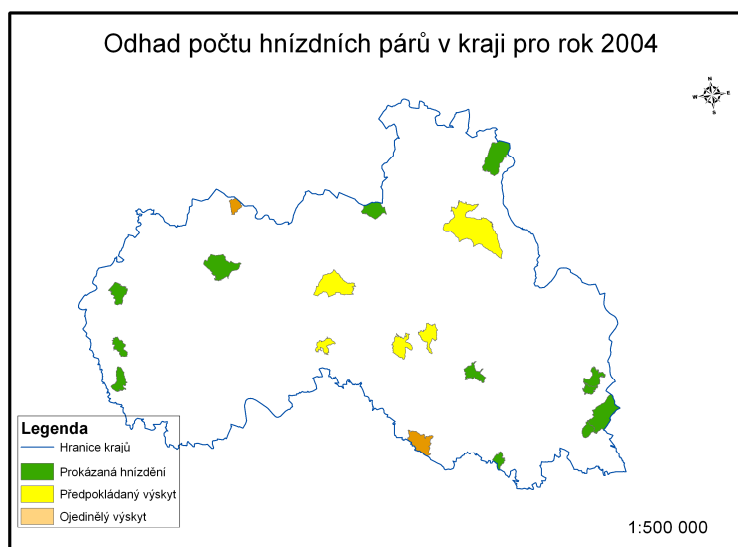 Odhad počtu hnízdních párů v kraji pro rok 2004
N
W E
S
Legenda
Hranice krajů
Prokázaná hnízdění
Předpokládaný výskyt
Ojedinělý výskyt
1:500 000